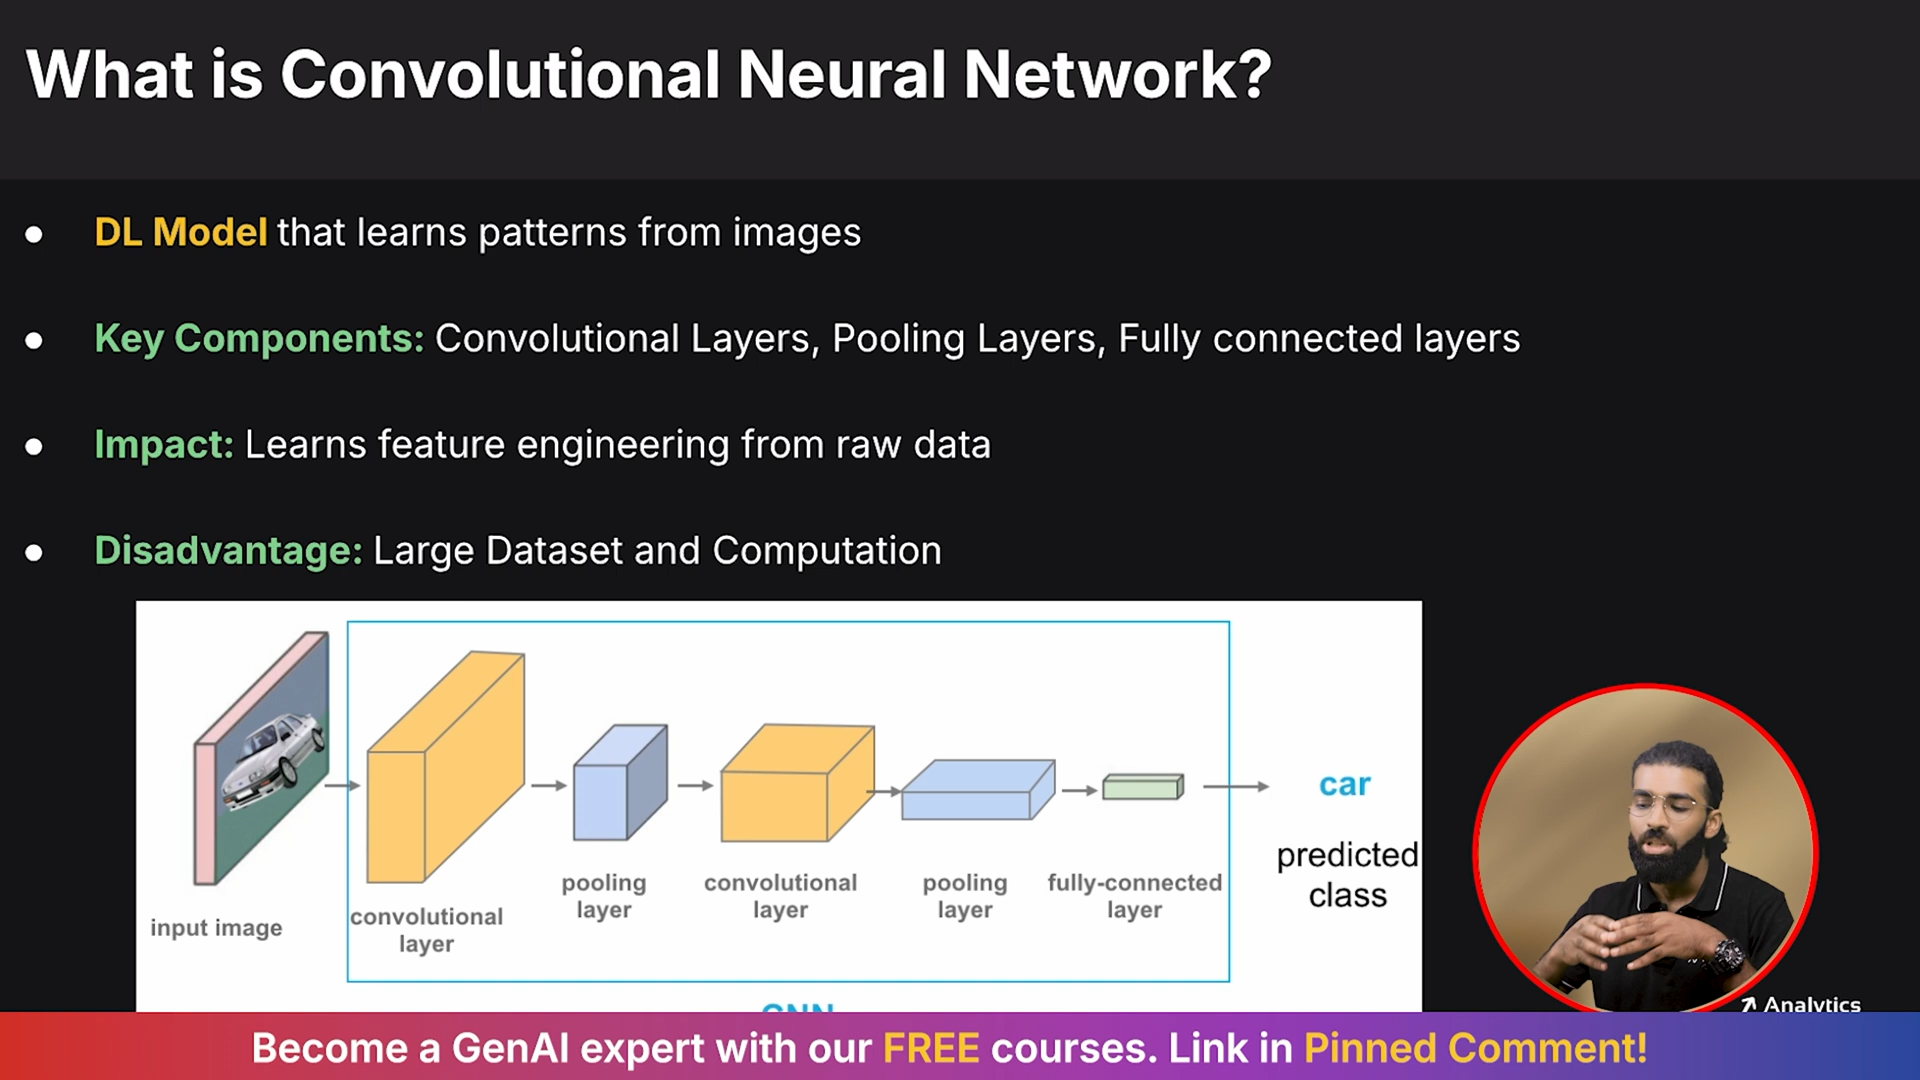 What is Convolutional Neural Network?
● DL Model that learns patterns from images
● Key Components: Convolutional Layers, Pooling Layers, Fully connected layers
● Impact: Learns feature engineering from raw data
● Disadvantage: Large Dataset and Computation
input image
convolutional
layer
pooling
layer
convolutional
layer
pooling
layer
fully-connected
layer
car
predicted
class
CNN
Analytics
Become a GenAI expert with our FREE courses. Link in Pinned Comment!